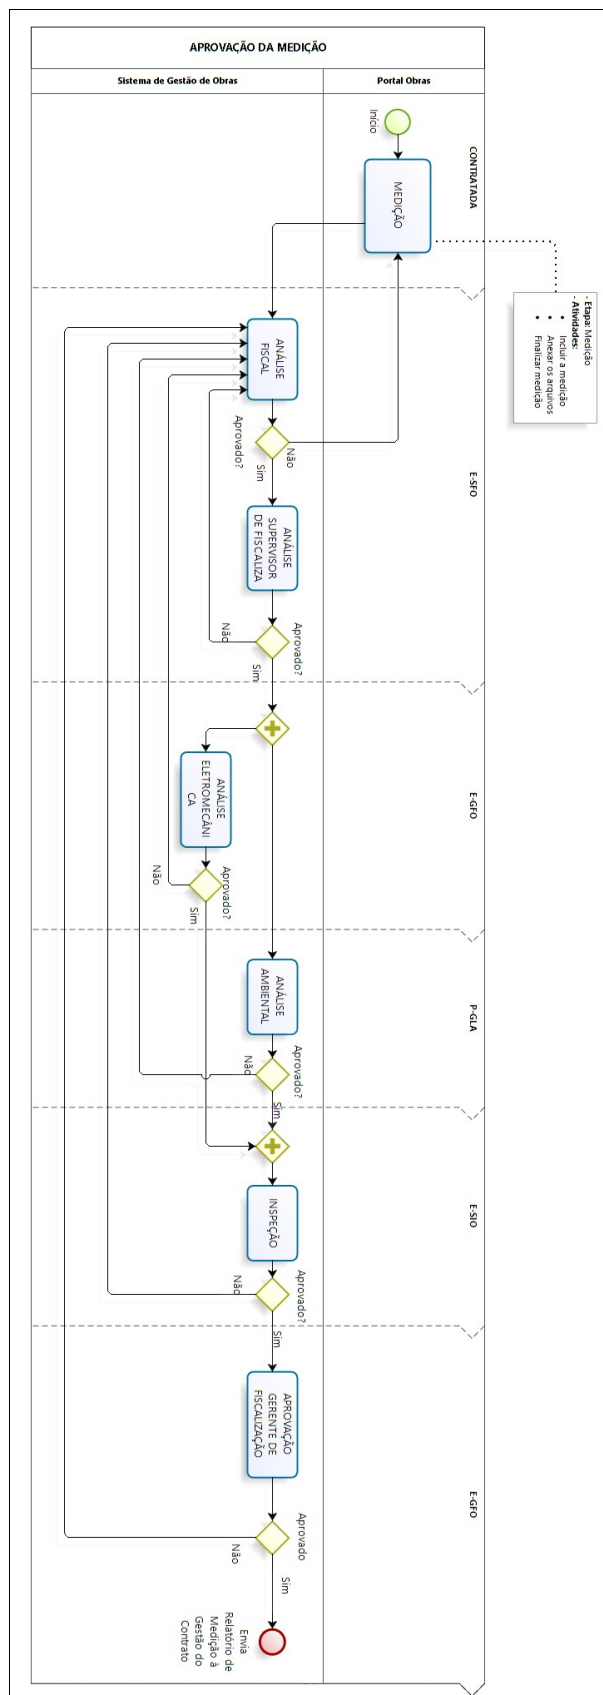 APROVAÇÃO DA MEDIÇÃO
Sistema de Gestão de Obras
Portal Obras
CONTRATADA
Início
MEDIÇÃO
- Etapa: Medição
- Atividades:
• Incluir a medição
• Anexar os arquivos
• Finalizar medição
E-SFO
ANÁLISE
FISCAL
Aprovado?
Não
Sim
ANÁLISE
SUPERVISOR
DE FISCALIZA
Aprovado?
Não
Sim
E-GFO
ANÁLISE
ELETROMECÂNI
CA
Aprovado?
Não
Sim
P-GLA
ANÁLISE
AMBIENTAL
Aprovado?
Não
Sim
E-SIO
INSPEÇÃO
Aprovado?
Não
Sim
E-GFO
APROVAÇÃO
GERENTE DE
FISCALIZAÇÃO
Aprovado
Não
Sim
Envia
Relatório de
Medição à
Gestão do
Contrato